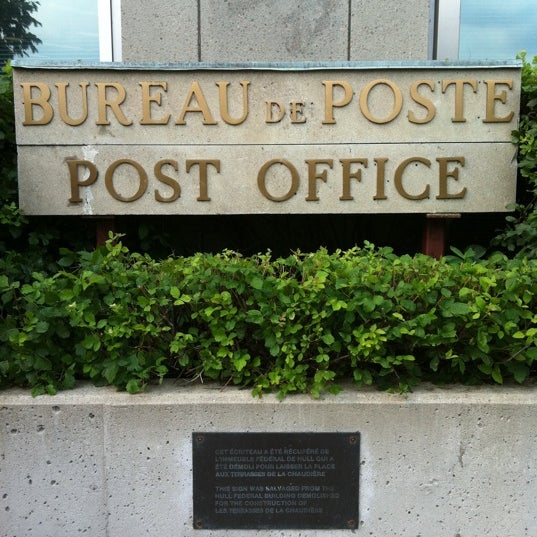 BUREAU DE POSTE
POST OFFICE
CET ÉCRITEAU A ÉTÉ RÉCUPÉRÉ DE
L'IMMEUBLE FÉDÉRAL DE HULL QUI A
ÉTÉ DÉMOLI POUR LAISSER LA PLACE
AUX TERRASSES DE LA CHAUDIÈRE
THIS SIGN WAS SALVAGED FROM THE
HULL FEDERAL BUILDING DEMOLISHED
FOR THE CONSTRUCTION OF
LES TERRASSES DE LA CHAUDIÈRE